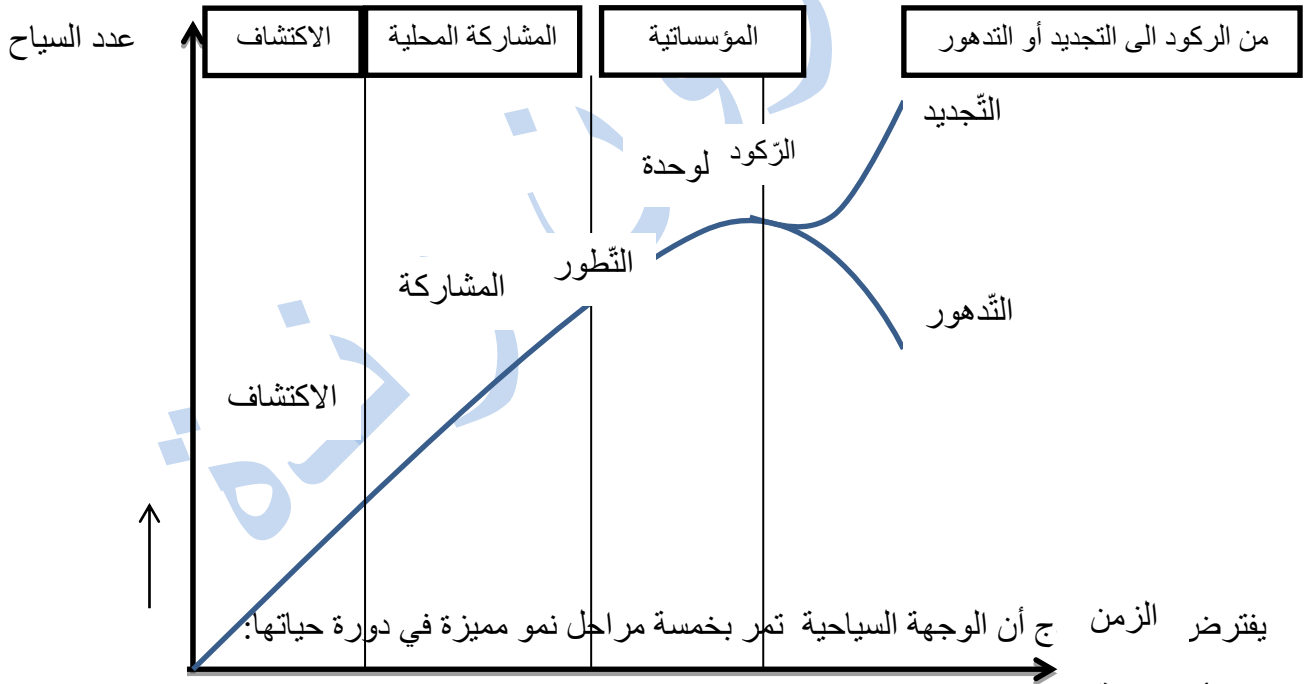 عدد السياح
الاكتشاف
المشاركة المحلية
المؤسساتية
من الركود الى التجديد أو التدهور
التّجديد
الرّكود
لوحدة
التّطور
المشاركة
التّدهور
الاكتشاف
الزمن
يفترض ج أن الوجهة السياحية تمر بخمسة مراحل نمو مميزة في دورة حياتها: